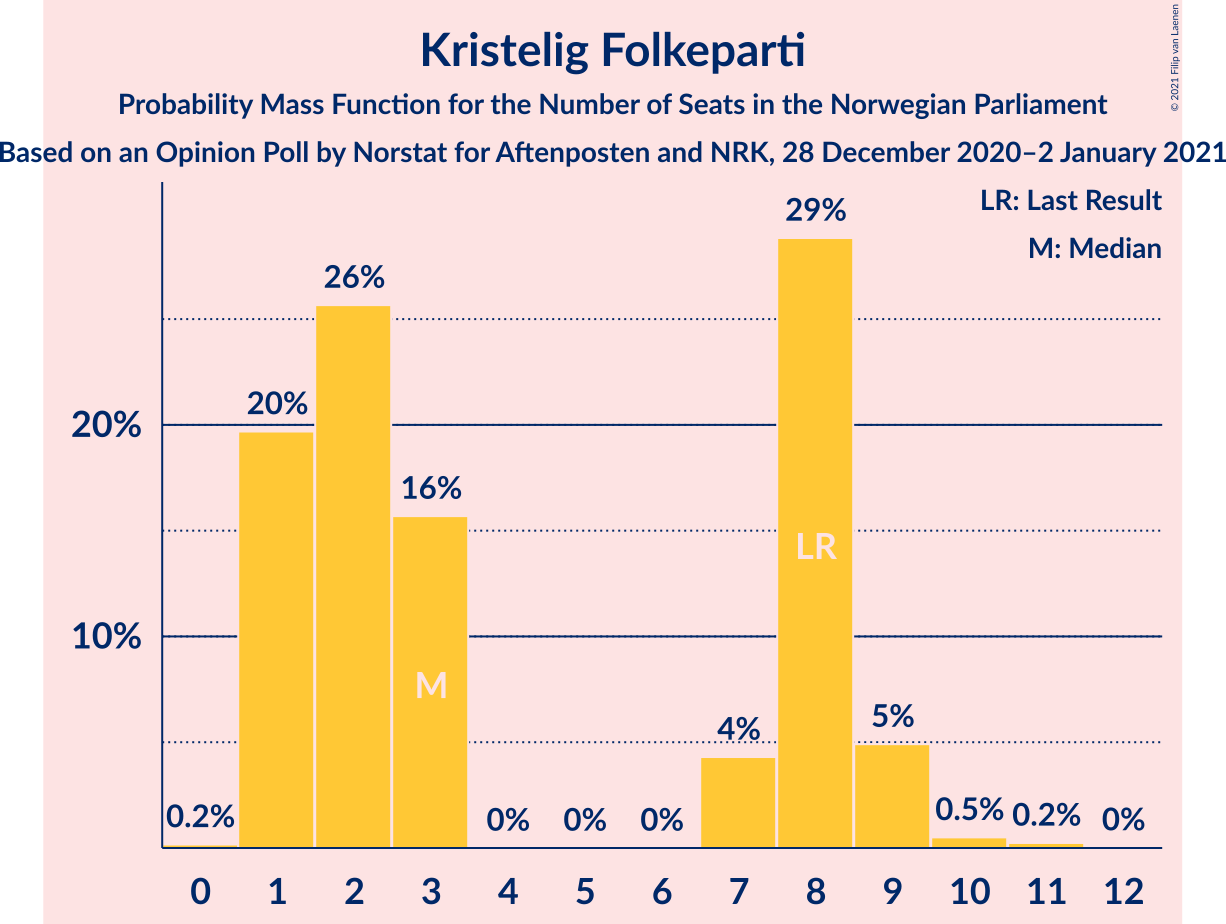 Kristelig Folkeparti
© 2021 Filip van Laenen
Probability Mass Function for the Number of Seats in the Norwegian Parliament
Based on an Opinion Poll by Norstat for Aftenposten and NRK, 28 December 2020–2 January 2021
LR: Last Result
M: Median
29%
26%
20%
20%
16%
LR
10%
M
4%
5%
0.2%
0%
0%
0%
0.5%
0.2%
0%
0 1 2 3 4 5 6 7 8 9 10 11 12